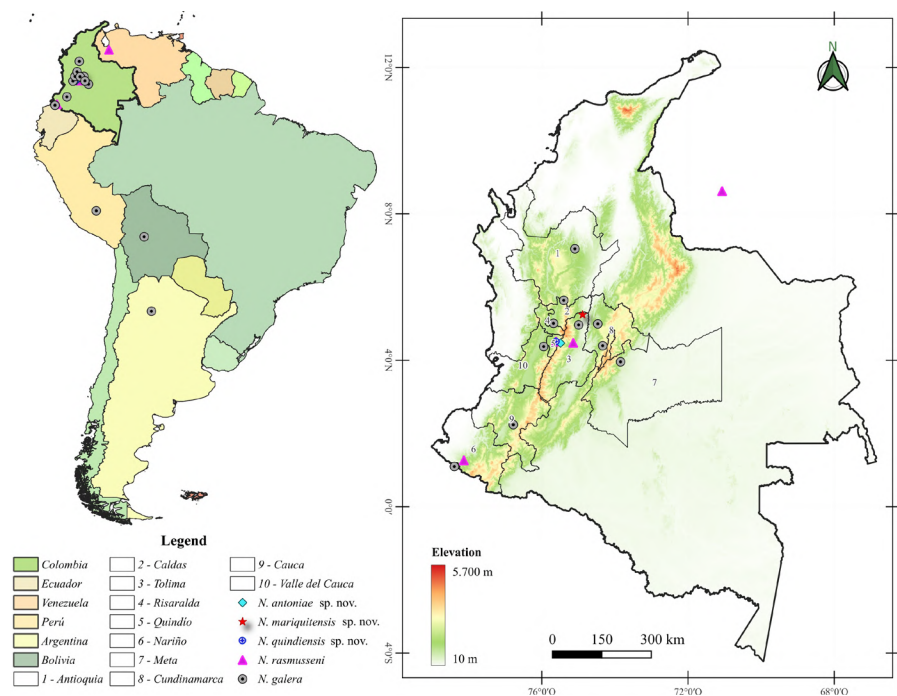 N
12°0'N
8°0'N
4°0'N
0°0'N
4°0'S
76°0'O
72°0'O
68°0'O
1
2
3
4
5
6
7
8
9
10
Elevation
5.700 m
10 m
0 150 300 km
Legend
Colombia
Ecuador
Venezuela
Perú
Argentina
Bolivia
1 - Antioquia
2 - Caldas
3 - Tolima
4 - Risaralda
5 - Quindío
6 - Nariño
7 - Meta
8 - Cundinamarca
9 - Cauca
10 - Valle del Cauca
N. antoniae sp. nov.
N. mariquitensis sp. nov.
N. quindiensis sp. nov.
N. rasmusseni
N. galera